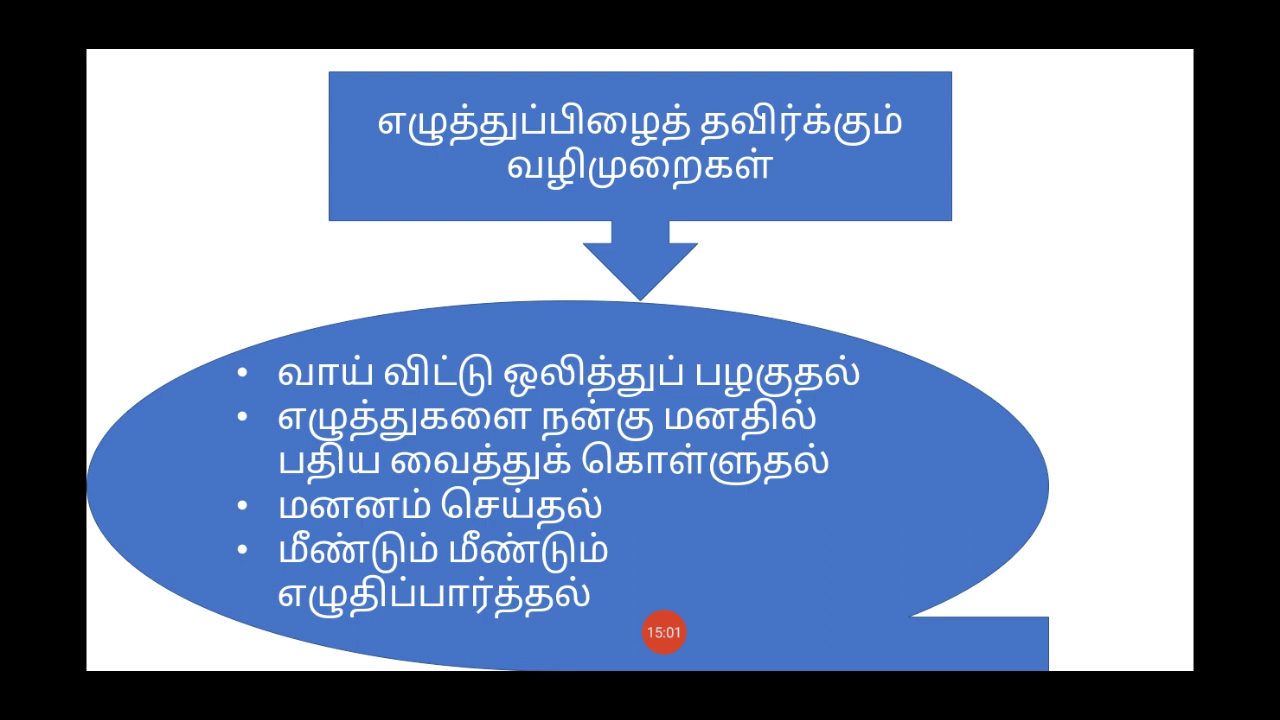 எழுத்துப்பிழைத் தவிர்க்கும்
வழிமுறைகள்
• வாய் விட்டு ஒலித்துப் பழகுதல்
• எழுத்துகளை நன்கு மனதில்
பதிய வைத்துக் கொள்ளுதல்
• மனனம் செய்தல்
• மீண்டும் மீண்டும்
எழுதிப்பார்த்தல்
15:01